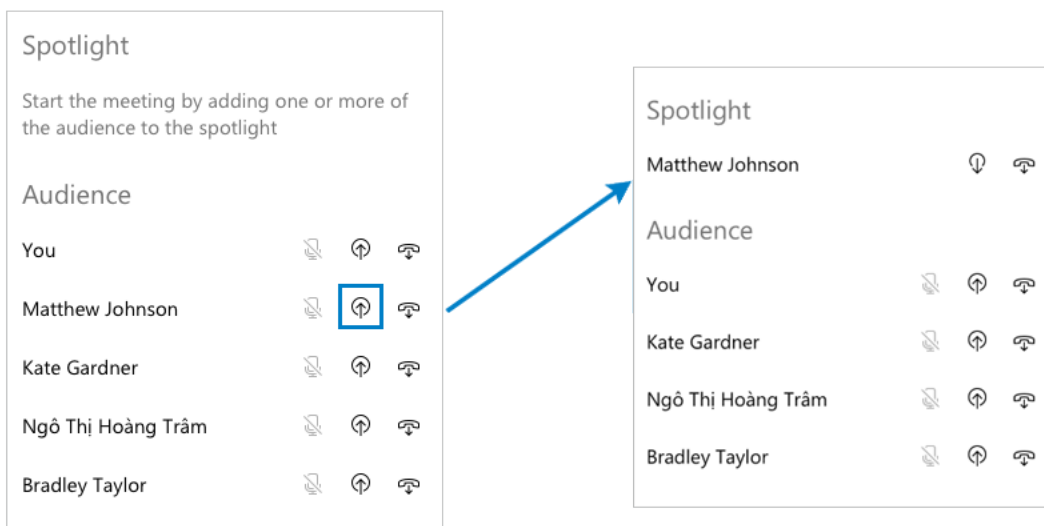 Spotlight
Start the meeting by adding one or more of
the audience to the spotlight
Audience
You
Matthew Johnson
Kate Gardner
Ngô Thị Hoàng Trâm
Bradley Taylor
Spotlight
Matthew Johnson
Audience
You
Kate Gardner
Ngô Thị Hoàng Trâm
Bradley Taylor